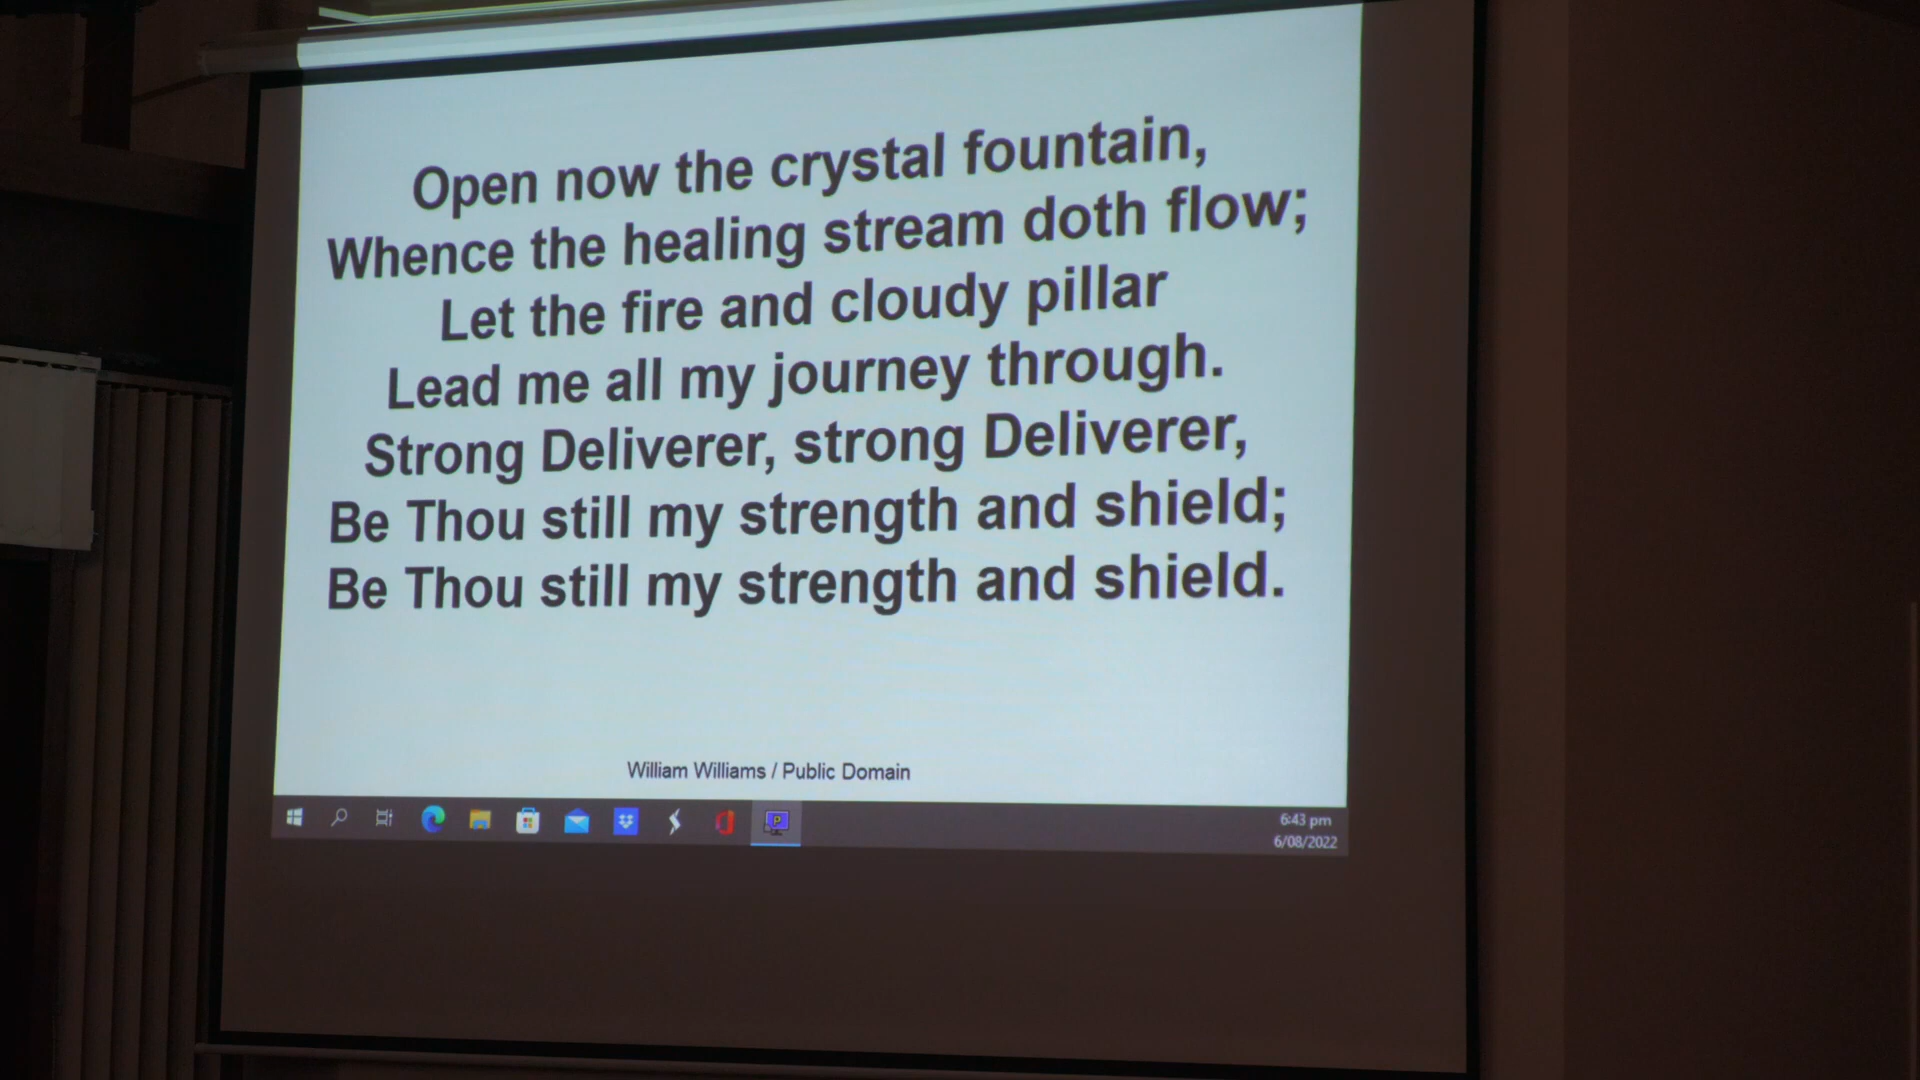 Open now the crystal fountain,
Whence the healing stream doth flow;
Let the fire and cloudy pillar
Lead me all my journey through.
Strong Deliverer, strong Deliverer,
Be Thou still my strength and shield;
Be Thou still my strength and shield.
William Williams / Public Domain
P
6:43 pm
6/08/2022